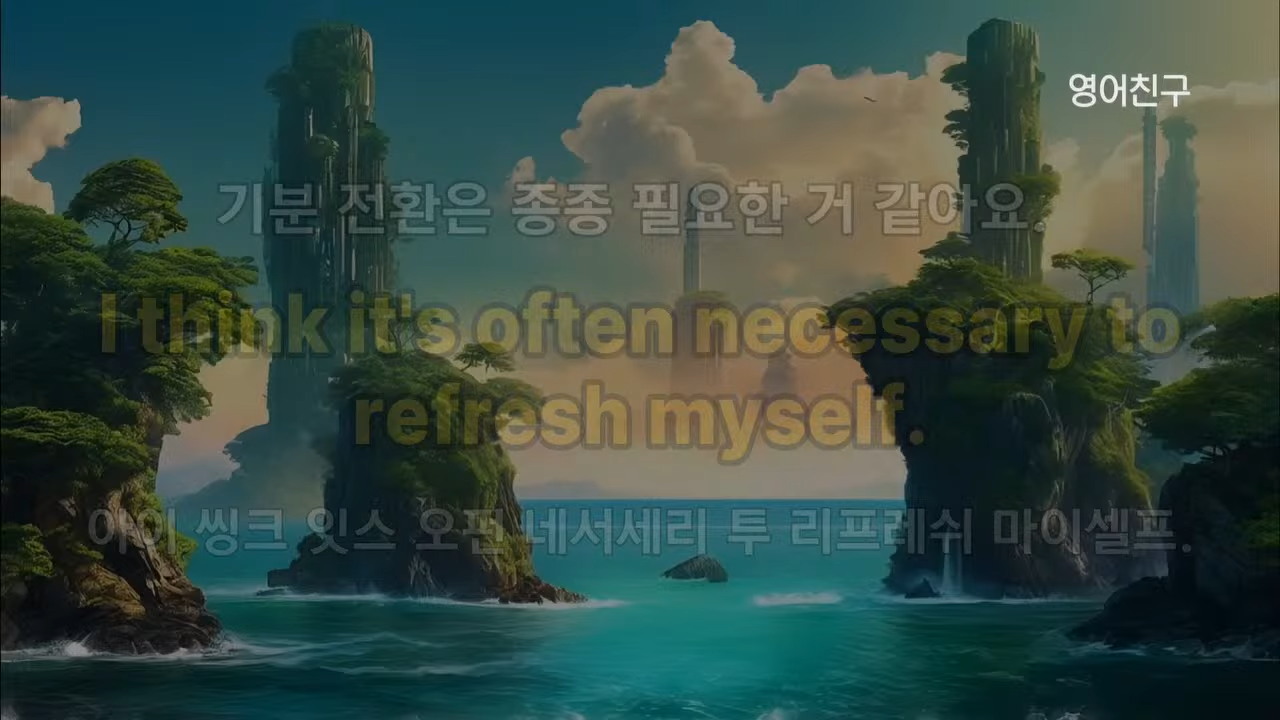 영어친구
기분 전환은 종종 필요한 거 같아요.
I think it's often necessary to
refresh myself.
아이 씽크 잇스 오펀 네서세리 투 리프레쉬 마이셀프.